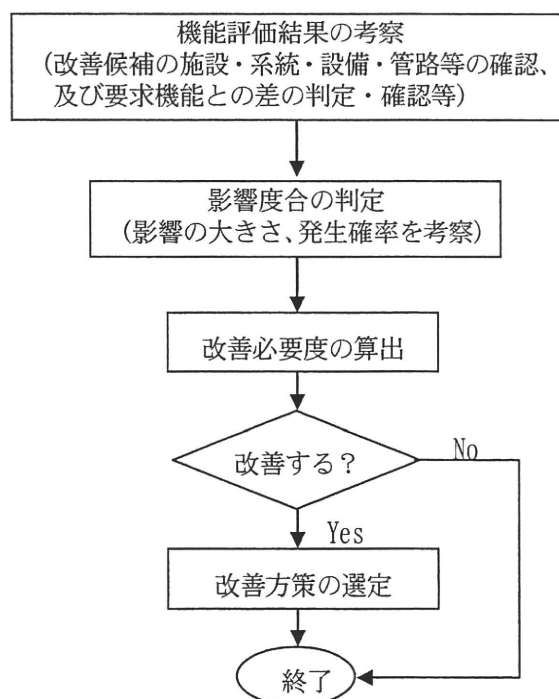 機能評価結果の考察
(改善候補の施設・系統・設備・管路等の確認、
及び要求機能との差の判定・確認等)
影響度合の判定
(影響の大きさ、発生確率を考察)
改善必要度の算出
改善する？
No
Yes
改善方策の選定
終了